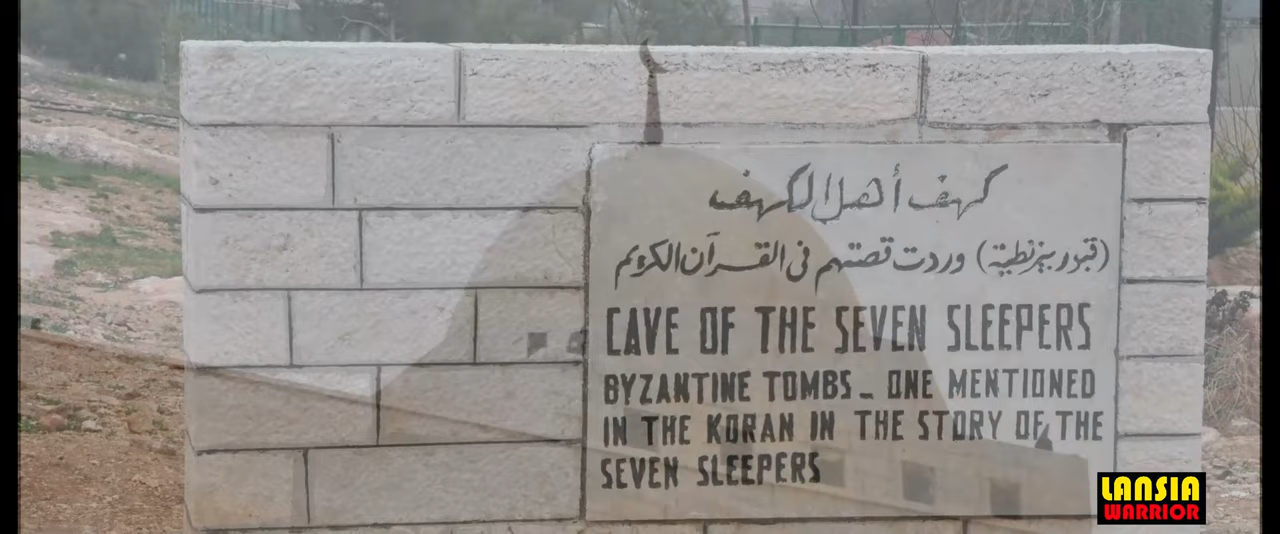 كهف أهل الكهف
(قبور بيزنطية) وردت قصتهم في القرآن الكريم
CAVE OF THE SEVEN SLEEPERS
BYZANTINE TOMBS _ ONE MENTIONED
IN THE KORAN IN THE STORY OF THE
SEVEN SLEEPERS
LANSIA
WARRIOR